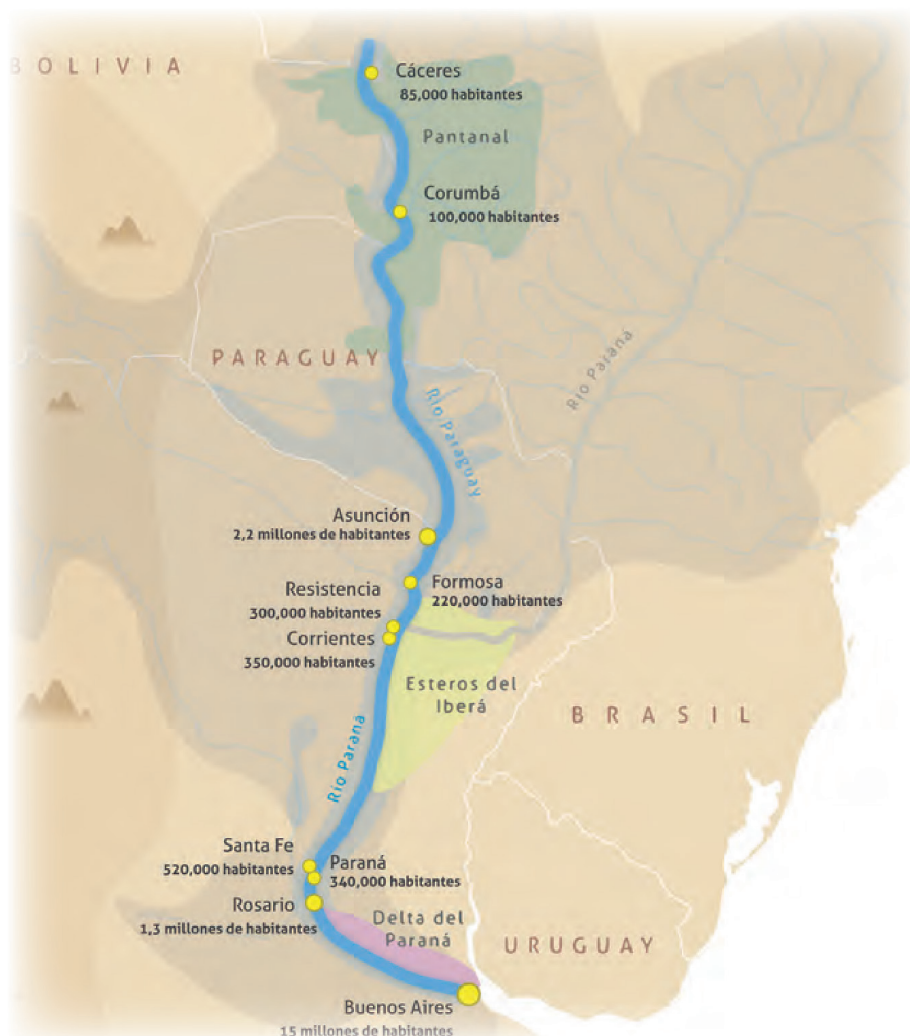 BOLIVIA
Cáceres
85,000 habitantes
Pantanal
Corumbá
100,000 habitantes
PARAGUAY
Río Paraná
Río Paraguay
Asunción
2,2 millones de habitantes
Formosa
220,000 habitantes
Resistencia
300,000 habitantes
Corrientes
350,000 habitantes
Esteros del
Iberá
BRASIL
Río Paraná
Santa Fe
520,000 habitantes
Paraná
340,000 habitantes
Rosario
1,3 millones de habitantes
Delta del
Paraná
URUGUAY
Buenos Aires
15 millones de habitantes